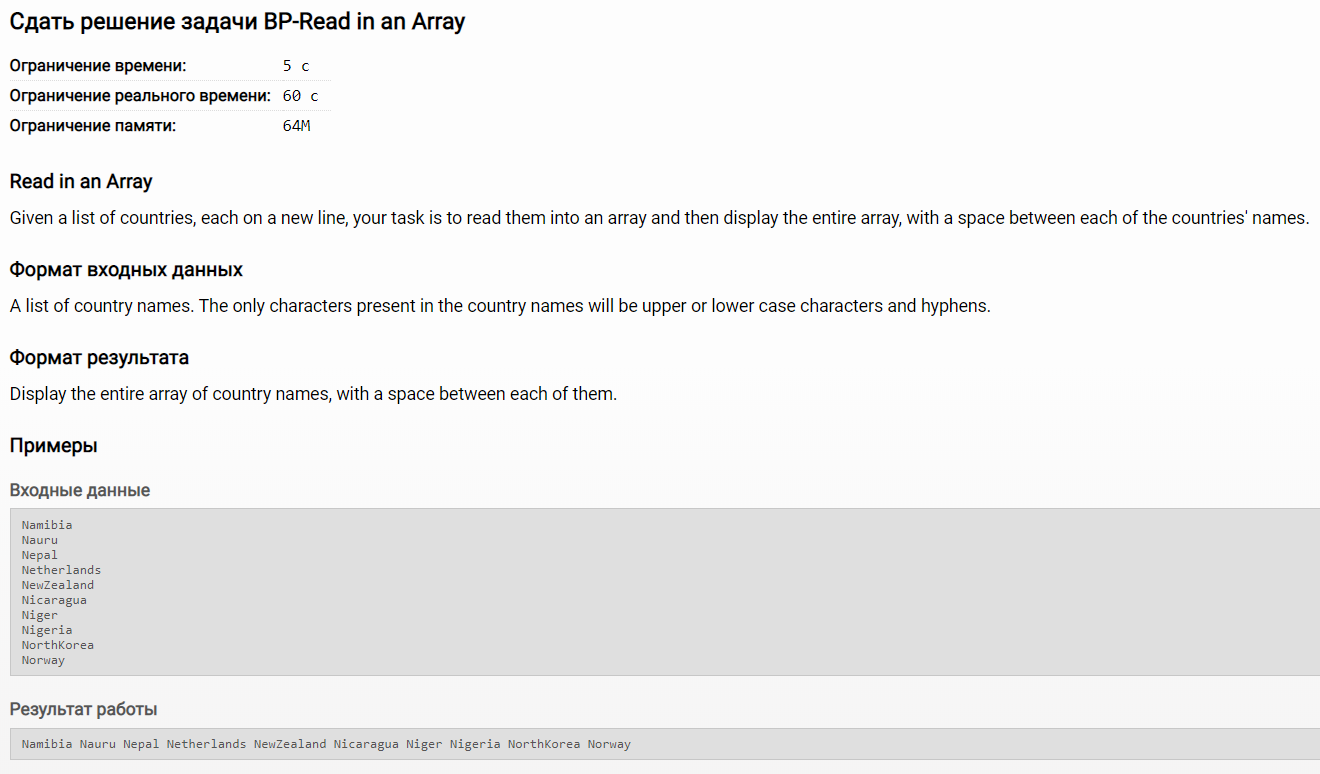 Сдать решение задачи BP-Read in an Array
Ограничение времени: 5 с
Ограничение реального времени: 60 с
Ограничение памяти: 64M
Read in an Array
Given a list of countries, each on a new line, your task is to read them into an array and then display the entire array, with a space between each of the countries' names.
Формат входных данных
A list of country names. The only characters present in the country names will be upper or lower case characters and hyphens.
Формат результата
Display the entire array of country names, with a space between each of them.
Примеры
Входные данные
Namibia
Nauru
Nepal
Netherlands
NewZealand
Nicaragua
Niger
Nigeria
NorthKorea
Norway
Результат работы
Namibia Nauru Nepal Netherlands NewZealand Nicaragua Niger Nigeria NorthKorea Norway